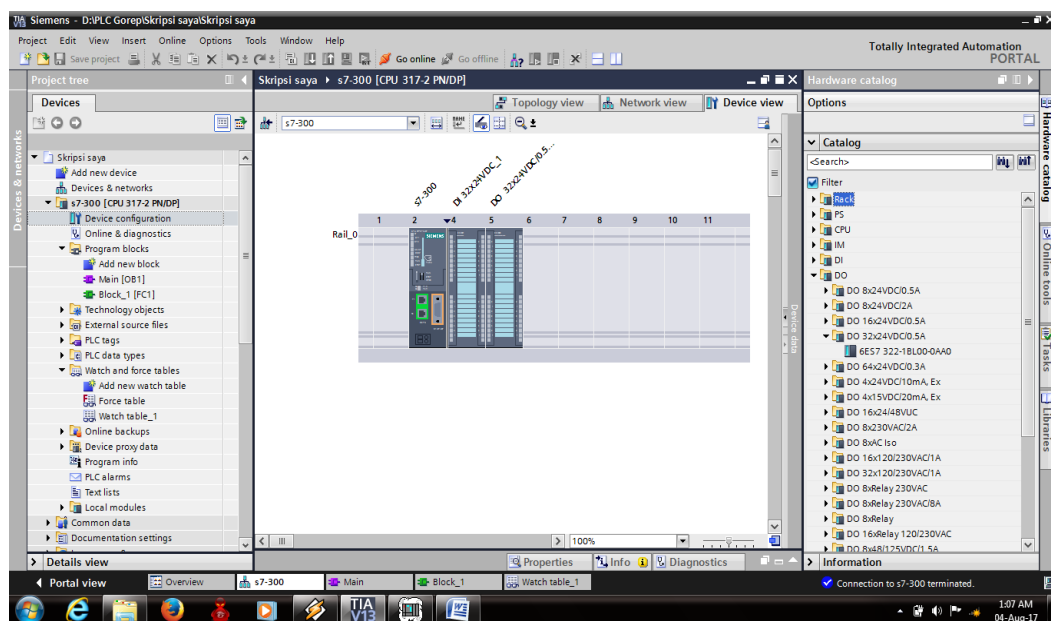 Siemens - D:\PLC Gorep\Skripsi saya\Skripsi saya
Project Edit View Insert Online Options Tools Window Help
Totally Integrated Automation
PORTAL
Save project
Go online
Go offline
Project tree
Devices
Skripsi saya
Add new device
Devices & networks
s7-300 [CPU 317-2 PN/DP]
Device configuration
Online & diagnostics
Program blocks
Add new block
Main [OB1]
Block_1 [FC1]
Technology objects
External source files
PLC tags
PLC data types
Watch and force tables
Add new watch table
Force table
Watch table_1
Online backups
Device proxy data
Program info
PLC alarms
Text lists
Local modules
Common data
Documentation settings
Details view
Devices & networks
Skripsi saya s7-300 [CPU 317-2 PN/DP]
Topology view
Network view
Device view
s7-300
S7-300
DI 32x24VDC_1
DO 32x24VDC/0.5...
1 2 4 5 6 7 8 9 10 11
Rail_0
SIEMENS
100%
Device data
Properties
Info
Diagnostics
Hardware catalog
Options
Catalog
<Search>
Filter
Rack
PS
CPU
IM
DI
DO
DO 8x24VDC/0.5A
DO 8x24VDC/2A
DO 16x24VDC/0.5A
DO 32x24VDC/0.5A
6ES7 322-1BL00-0AA0
DO 64x24VDC/0.3A
DO 4x24VDC/10mA, Ex
DO 4x15VDC/20mA, Ex
DO 16x24/48VUC
DO 8x230VAC/2A
DO 8xAC Iso
DO 16x120/230VAC/1A
DO 32x120/230VAC/1A
DO 8xRelay 230VAC
DO 8xRelay 230VAC/8A
DO 8xRelay
DO 16xRelay 120/230VAC
DO 8x48/125VDC/1.5A
Information
Hardware catalog
Online tools
Tasks
Libraries
Portal view
Overview
s7-300
Main
Block_1
Watch table_1
Connection to s7-300 terminated.
TIA
V13
1:07 AM
04-Aug-17